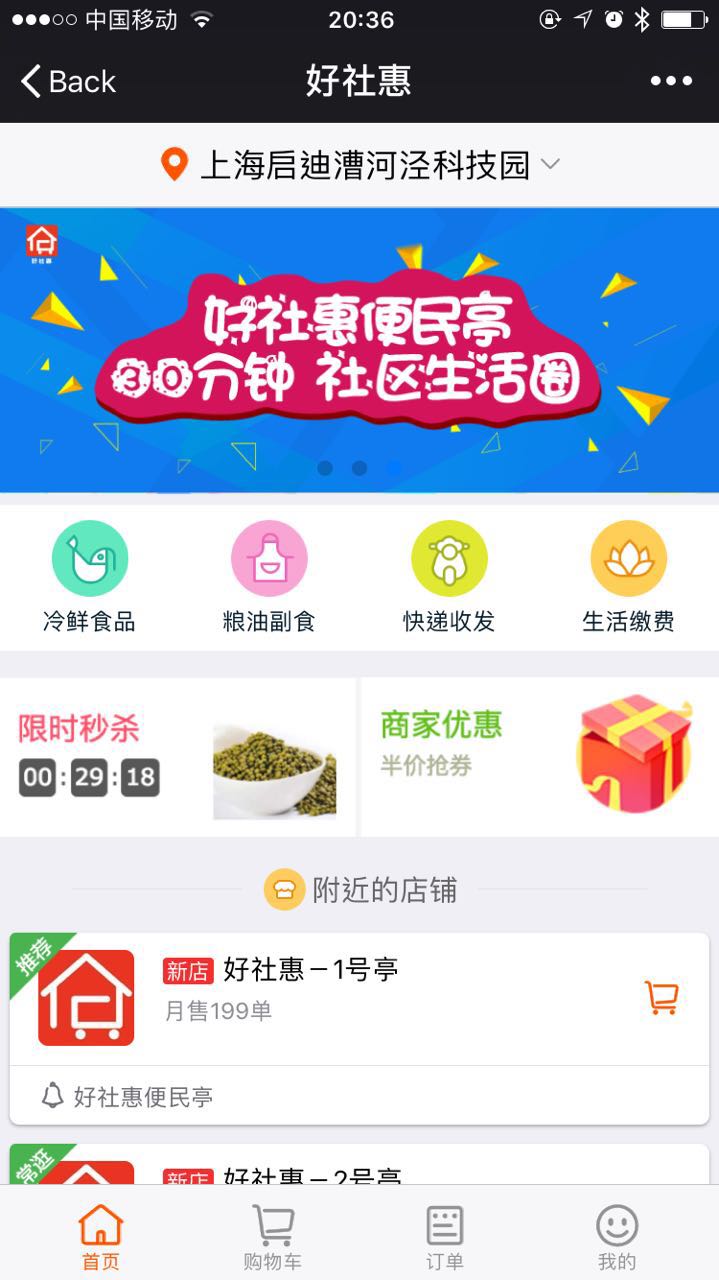 中国移动
20:36
Back
好社惠
上海启迪漕河泾科技园
好社惠
好社惠便民亭
30分钟 社区生活圈
冷鲜食品
粮油副食
快递收发
生活缴费
限时秒杀
00:29:18
商家优惠
半价抢券
附近的店铺
推荐
新店 好社惠－1号亭
月售199单
好社惠便民亭
常逛
新店 好社惠－2号亭
首页
购物车
订单
我的